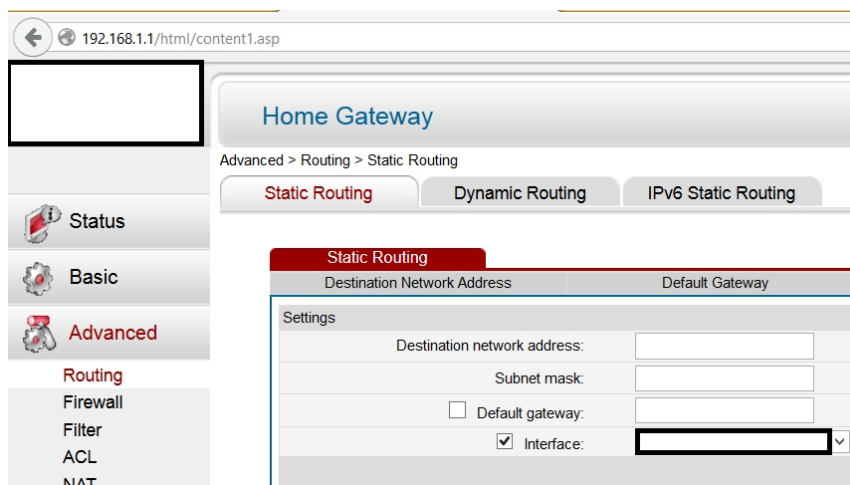 192.168.1.1/html/content1.asp
Home Gateway
Advanced > Routing > Static Routing
Static Routing Dynamic Routing IPv6 Static Routing
Status
Basic
Advanced
Routing
Firewall
Filter
ACL
NAT
Static Routing
Destination Network Address Default Gateway
Settings
Destination network address:
Subnet mask:
Default gateway:
Interface: